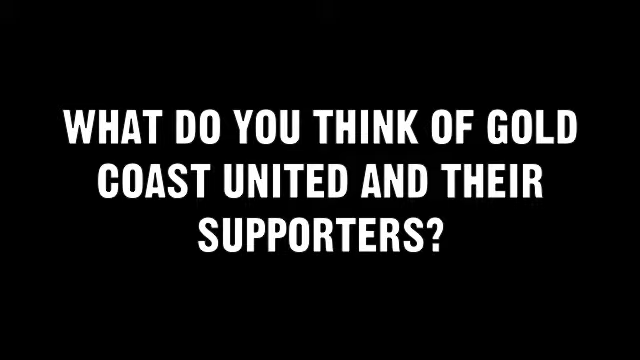 WHAT DO YOU THINK OF GOLD
COAST UNITED AND THEIR
SUPPORTERS?